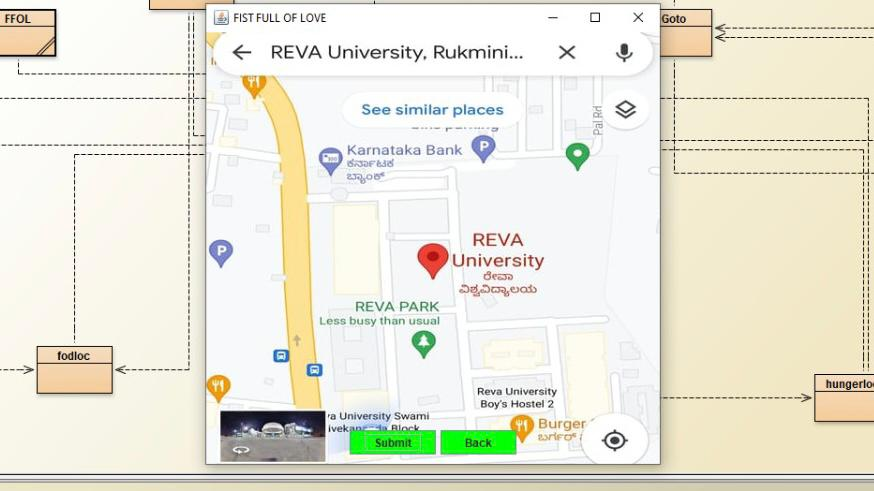 FFOL
FIST FULL OF LOVE
Goto
REVA University, Rukmini...
See similar places
Pal Rd
Karnataka Bank
ಕರ್ನಾಟಕ
ಬ್ಯಾಂಕ್
P
P
REVA
University
ರೇವಾ
ವಿಶ್ವವಿದ್ಯಾಲಯ
REVA PARK
Less busy than usual
fodloc
Reva University
Boy's Hostel 2
hungerloc
va University Swami
ivekananda Block
Burger
ಬರ್ಗರ್
Submit
Back